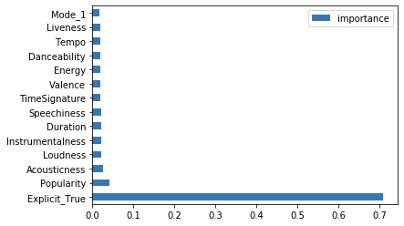 importance
Mode_1
Liveness
Tempo
Danceability
Energy
Valence
TimeSignature
Speechiness
Duration
Instrumentalness
Loudness
Acousticness
Popularity
Explicit_True
0.0 0.1 0.2 0.3 0.4 0.5 0.6 0.7